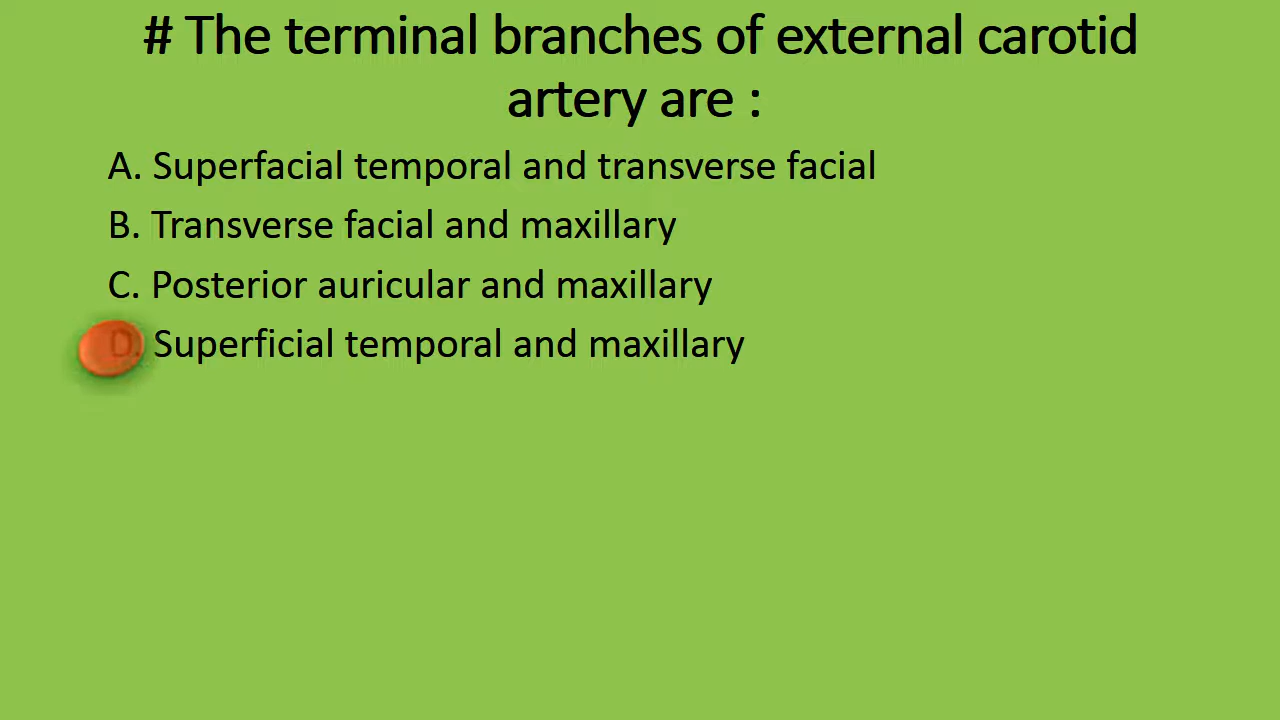 # The terminal branches of external carotid
artery are :
A. Superfacial temporal and transverse facial
B. Transverse facial and maxillary
C. Posterior auricular and maxillary
D. Superficial temporal and maxillary